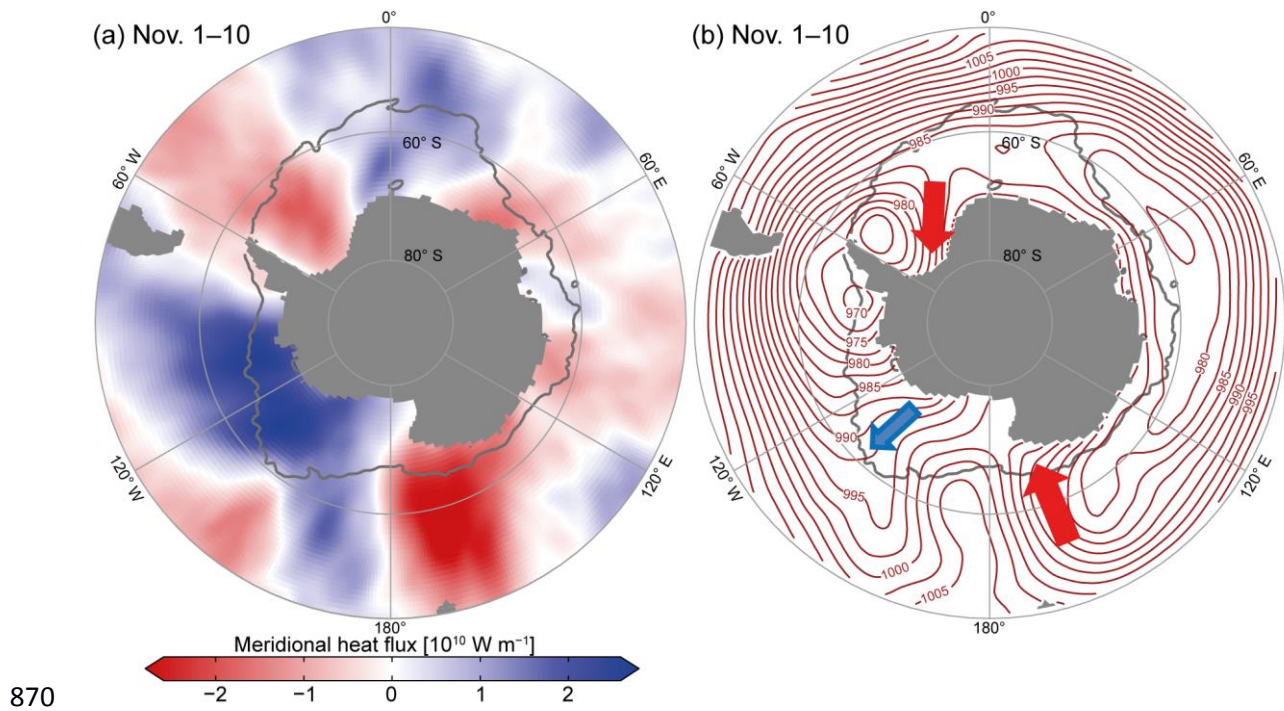 (a) Nov. 1–10
0°
60° W
60° S
60° E
80° S
120° W
120° E
180°
Meridional heat flux [10¹⁰ W m⁻¹]
−2 −1 0 1 2
(b) Nov. 1–10
0°
1005
1000
995
990
985
60° S
60° W
60° E
980
80° S
970
975
980
985
990
995
1000
1005
980
985
990
995
120° W
120° E
180°
870